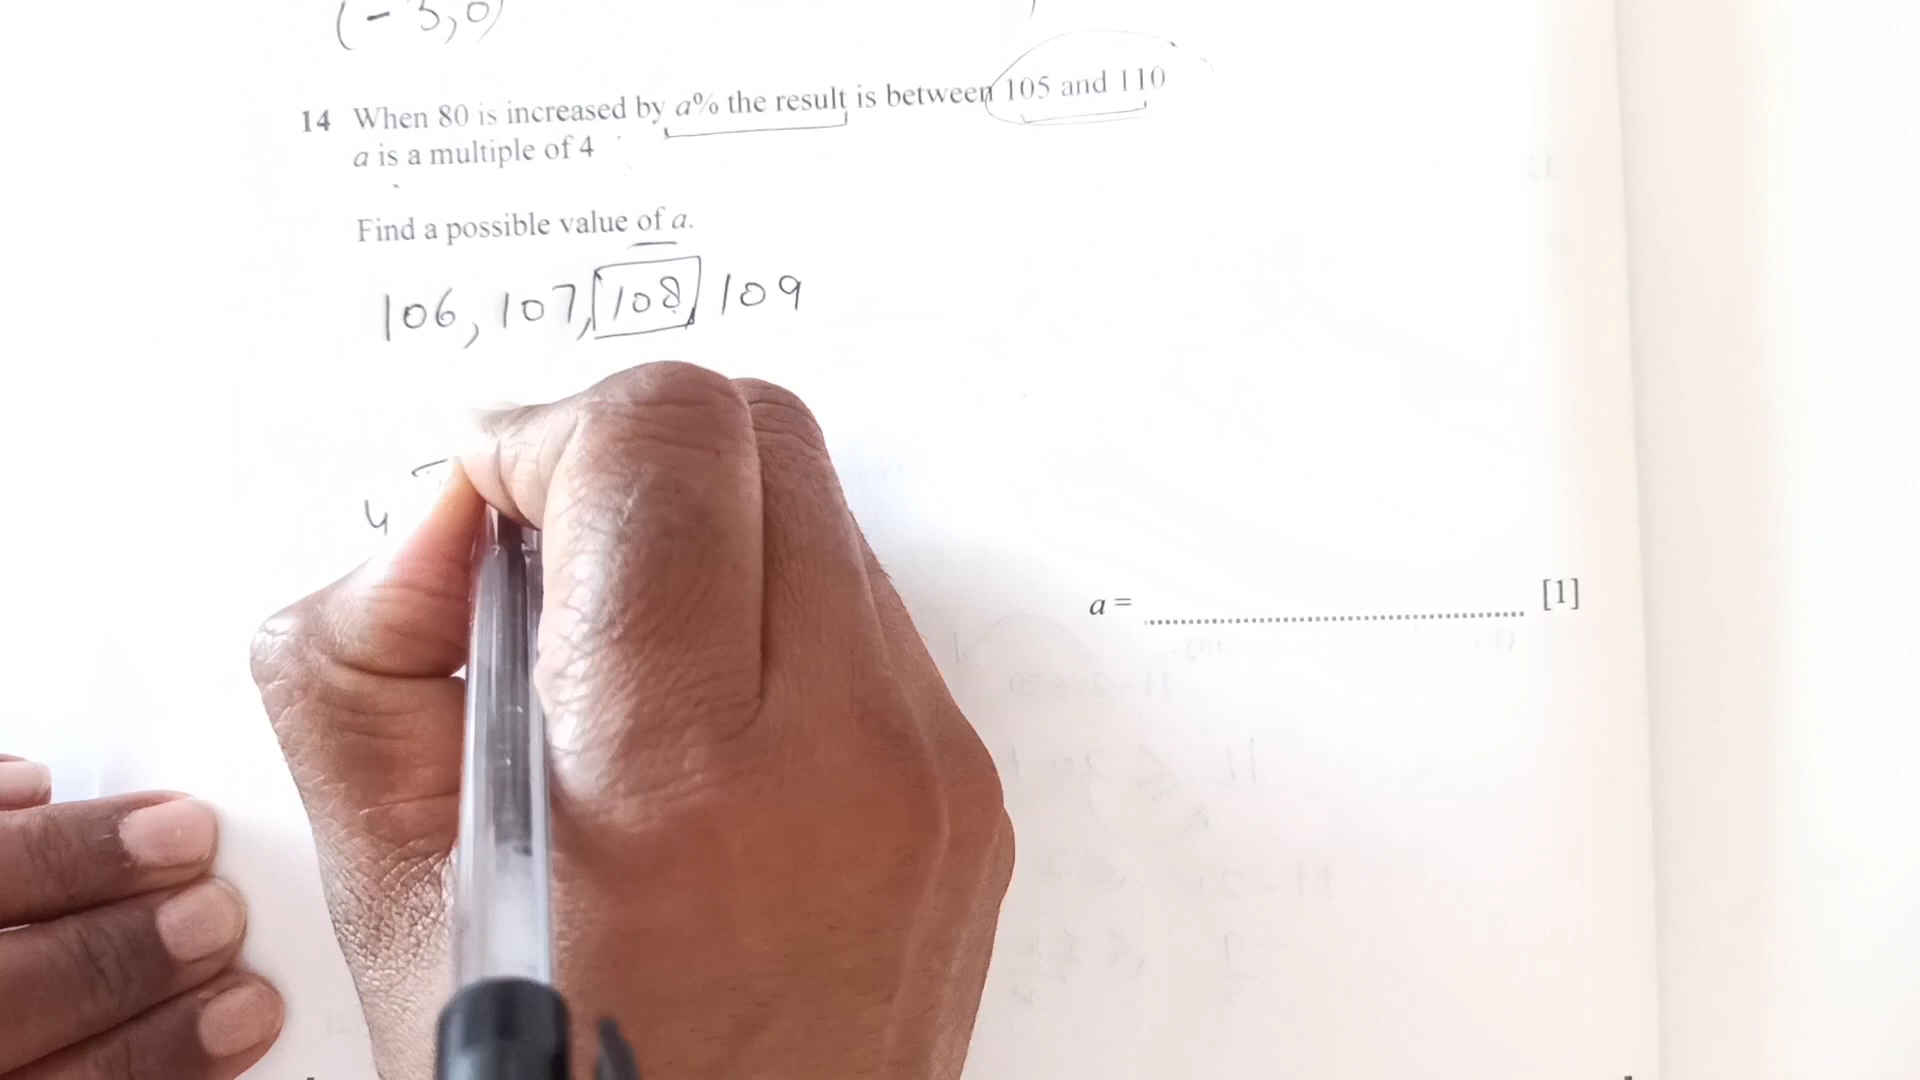 (-3,0)
14 When 80 is increased by a% the result is between 105 and 110
a is a multiple of 4
Find a possible value of a.
106, 107, 108, 109
4
a = [1]